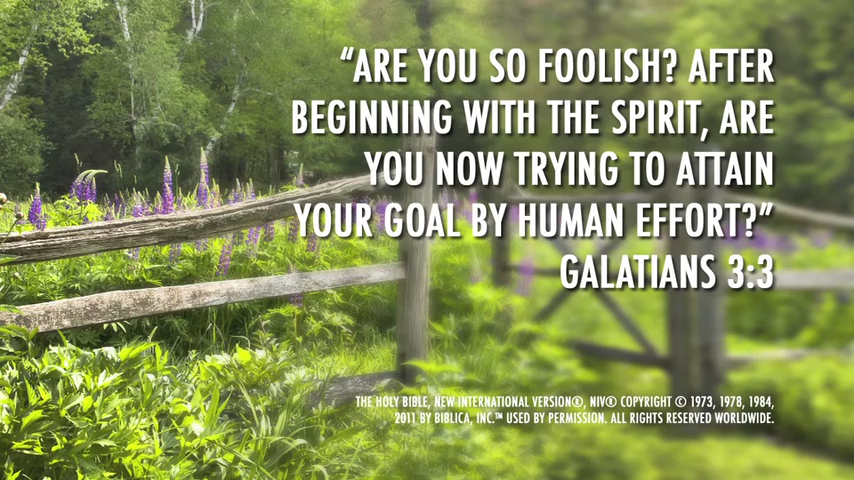 “ARE YOU SO FOOLISH? AFTER
BEGINNING WITH THE SPIRIT, ARE
YOU NOW TRYING TO ATTAIN
YOUR GOAL BY HUMAN EFFORT?”
GALATIANS 3:3
THE HOLY BIBLE, NEW INTERNATIONAL VERSION®, NIV® COPYRIGHT © 1973, 1978, 1984,
2011 BY BIBLICA, INC.™ USED BY PERMISSION. ALL RIGHTS RESERVED WORLDWIDE.